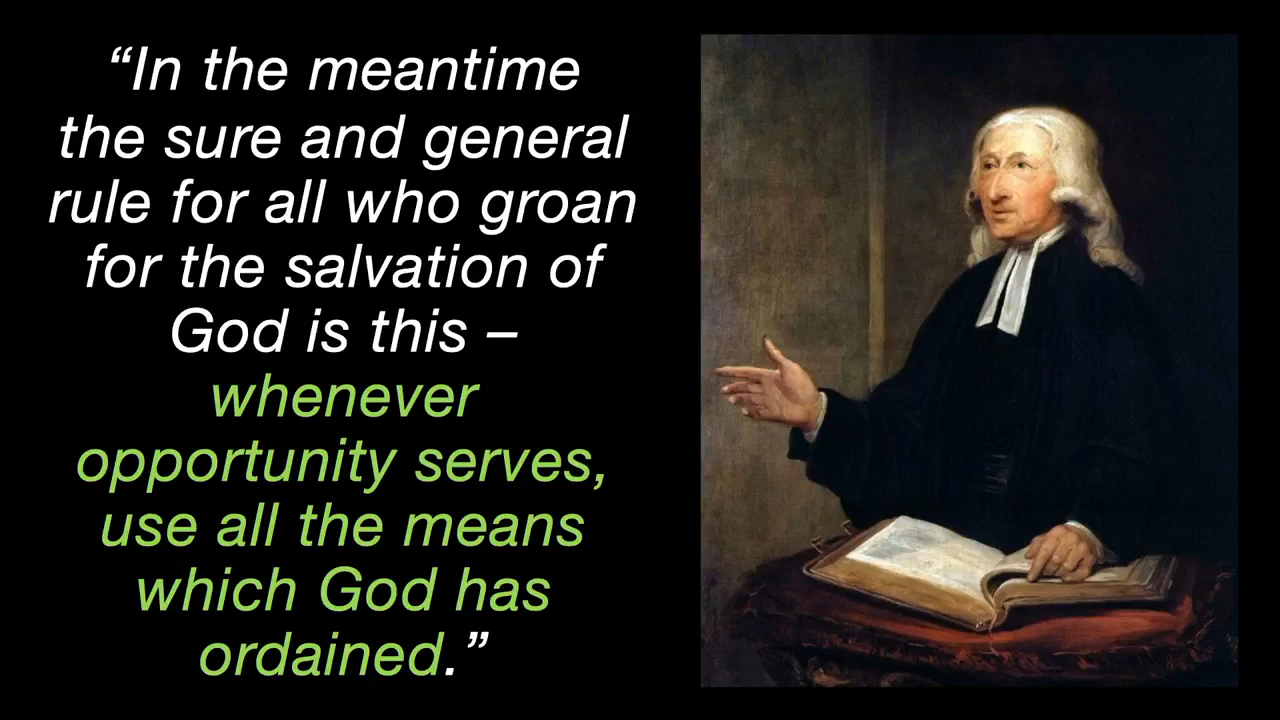 “In the meantime
the sure and general
rule for all who groan
for the salvation of
God is this –
whenever
opportunity serves,
use all the means
which God has
ordained.”